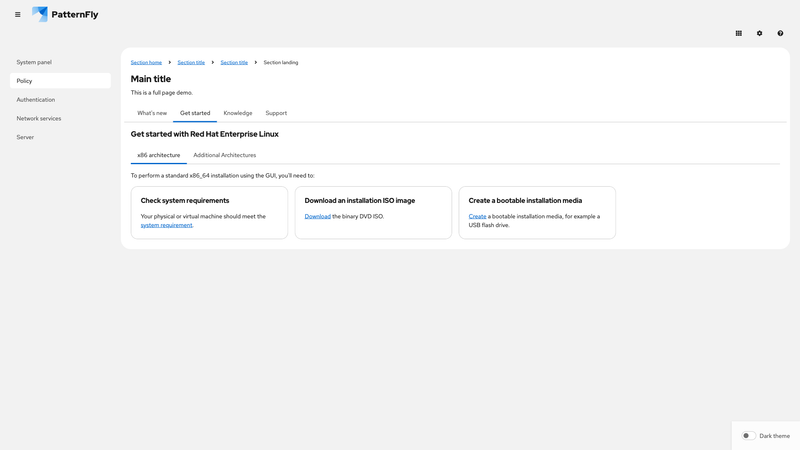 PatternFly
System panel
Policy
Authentication
Network services
Server
Section home
Section title
Section title
Section landing
Main title
This is a full page demo.
What's new
Get started
Knowledge
Support
Get started with Red Hat Enterprise Linux
x86 architecture
Additional Architectures
To perform a standard x86_64 installation using the GUI, you'll need to:
Check system requirements
Your physical or virtual machine should meet the
system requirement.
Download an installation ISO image
Download the binary DVD ISO.
Create a bootable installation media
Create a bootable installation media, for example a
USB flash drive.
Dark theme